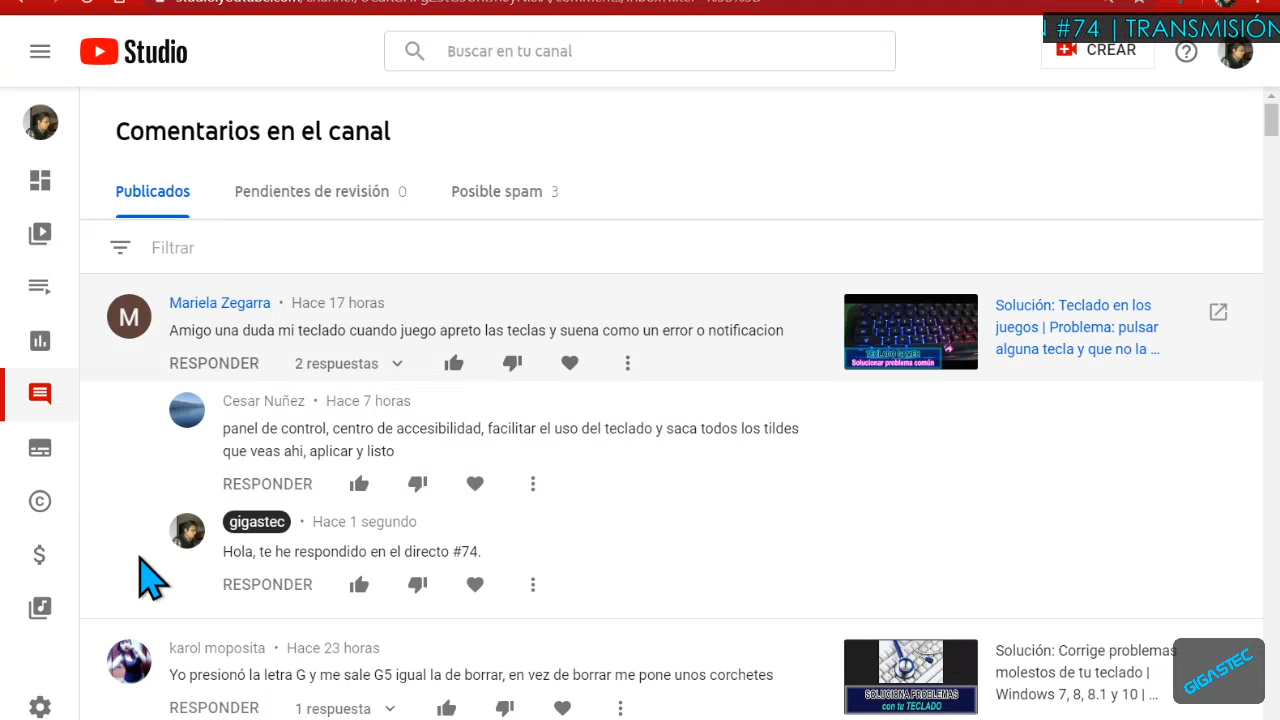 N #74 | TRANSMISIÓN
Studio
Buscar en tu canal
CREAR
Comentarios en el canal
Publicados
Pendientes de revisión 0
Posible spam 3
Filtrar
Mariela Zegarra • Hace 17 horas
Amigo una duda mi teclado cuando juego apreto las teclas y suena como un error o notificacion
RESPONDER 2 respuestas
TECLADO GAMER
Solucionar problema común
Solución: Teclado en los
juegos | Problema: pulsar
alguna tecla y que no la ...
Cesar Nuñez • Hace 7 horas
panel de control, centro de accesibilidad, facilitar el uso del teclado y saca todos los tildes
que veas ahi, aplicar y listo
RESPONDER
gigastec • Hace 1 segundo
Hola, te he respondido en el directo #74.
RESPONDER
karol moposita • Hace 23 horas
Yo presionó la letra G y me sale G5 igual la de borrar, en vez de borrar me pone unos corchetes
RESPONDER 1 respuesta
SOLUCIONA PROBLEMAS
con tu TECLADO
Solución: Corrige problemas
molestos de tu teclado |
Windows 7, 8, 8.1 y 10 | ...
GIGASTEC